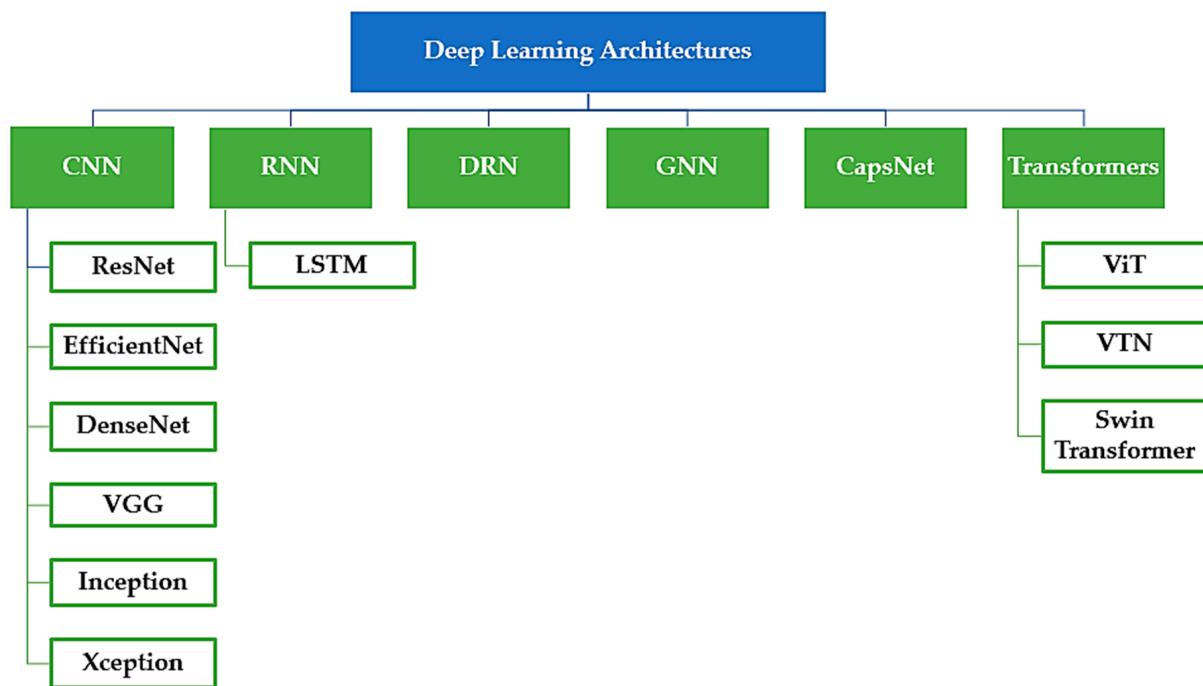 Deep Learning Architectures
CNN
RNN
DRN
GNN
CapsNet
Transformers
ResNet
EfficientNet
DenseNet
VGG
Inception
Xception
LSTM
ViT
VTN
Swin
Transformer